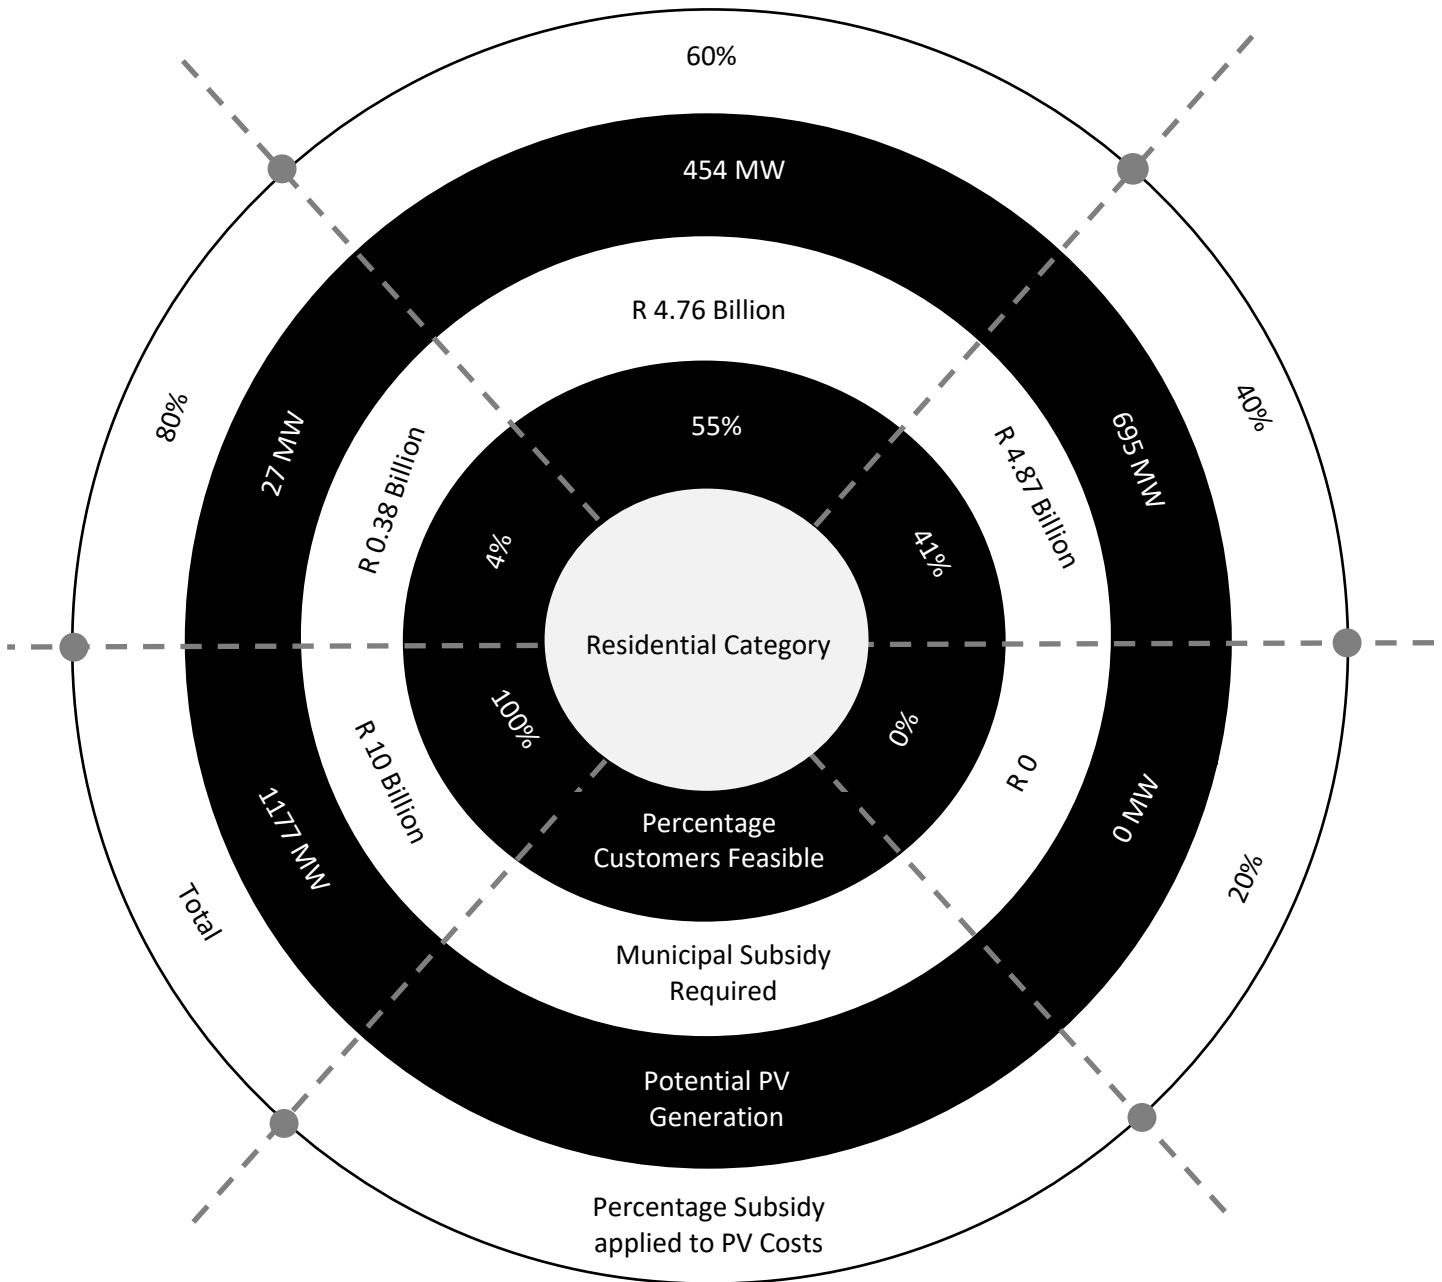 60%
454 MW
R 4.76 Billion
55%
40%
695 MW
R 4.87 Billion
41%
80%
27 MW
R 0.38 Billion
4%
Residential Category
100%
R 10 Billion
1177 MW
Total
0%
R 0
0 MW
20%
Percentage
Customers Feasible
Municipal Subsidy
Required
Potential PV
Generation
Percentage Subsidy
applied to PV Costs